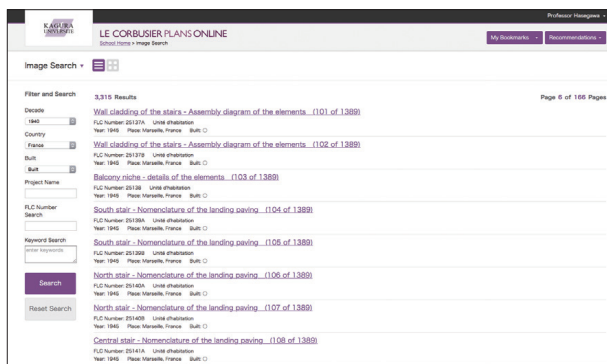 Professor Hasegawa
KAGURA
UNIVERSITE
LE CORBUSIER PLANS ONLINE
School Home > Image Search
My Bookmarks
Recommendations
Image Search
Filter and Search
Decade
1940
Country
France
Built
Built
Project Name
FLC Number
Search
Keyword Search
enter keywords
Search
Reset Search
3,315 Results
Page 6 of 166 Pages
Wall cladding of the stairs - Assembly diagram of the elements (101 of 1389)
FLC Number: 25137A Unité d'habitation
Year: 1945 Place: Marseille, France Built: O
Wall cladding of the stairs - Assembly diagram of the elements (102 of 1389)
FLC Number: 25137B Unité d'habitation
Year: 1945 Place: Marseille, France Built: O
Balcony niche - details of the elements (103 of 1389)
FLC Number: 25138 Unité d'habitation
Year: 1945 Place: Marseille, France Built: O
South stair - Nomenclature of the landing paving (104 of 1389)
FLC Number: 25139A Unité d'habitation
Year: 1945 Place: Marseille, France Built: O
South stair - Nomenclature of the landing paving (105 of 1389)
FLC Number: 25139B Unité d'habitation
Year: 1945 Place: Marseille, France Built: O
North stair - Nomenclature of the landing paving (106 of 1389)
FLC Number: 25140A Unité d'habitation
Year: 1945 Place: Marseille, France Built: O
North stair - Nomenclature of the landing paving (107 of 1389)
FLC Number: 25140B Unité d'habitation
Year: 1945 Place: Marseille, France Built: O
Central stair - Nomenclature of the landing paving (108 of 1389)
FLC Number: 25141A Unité d'habitation
Year: 1945 Place: Marseille, France Built: O